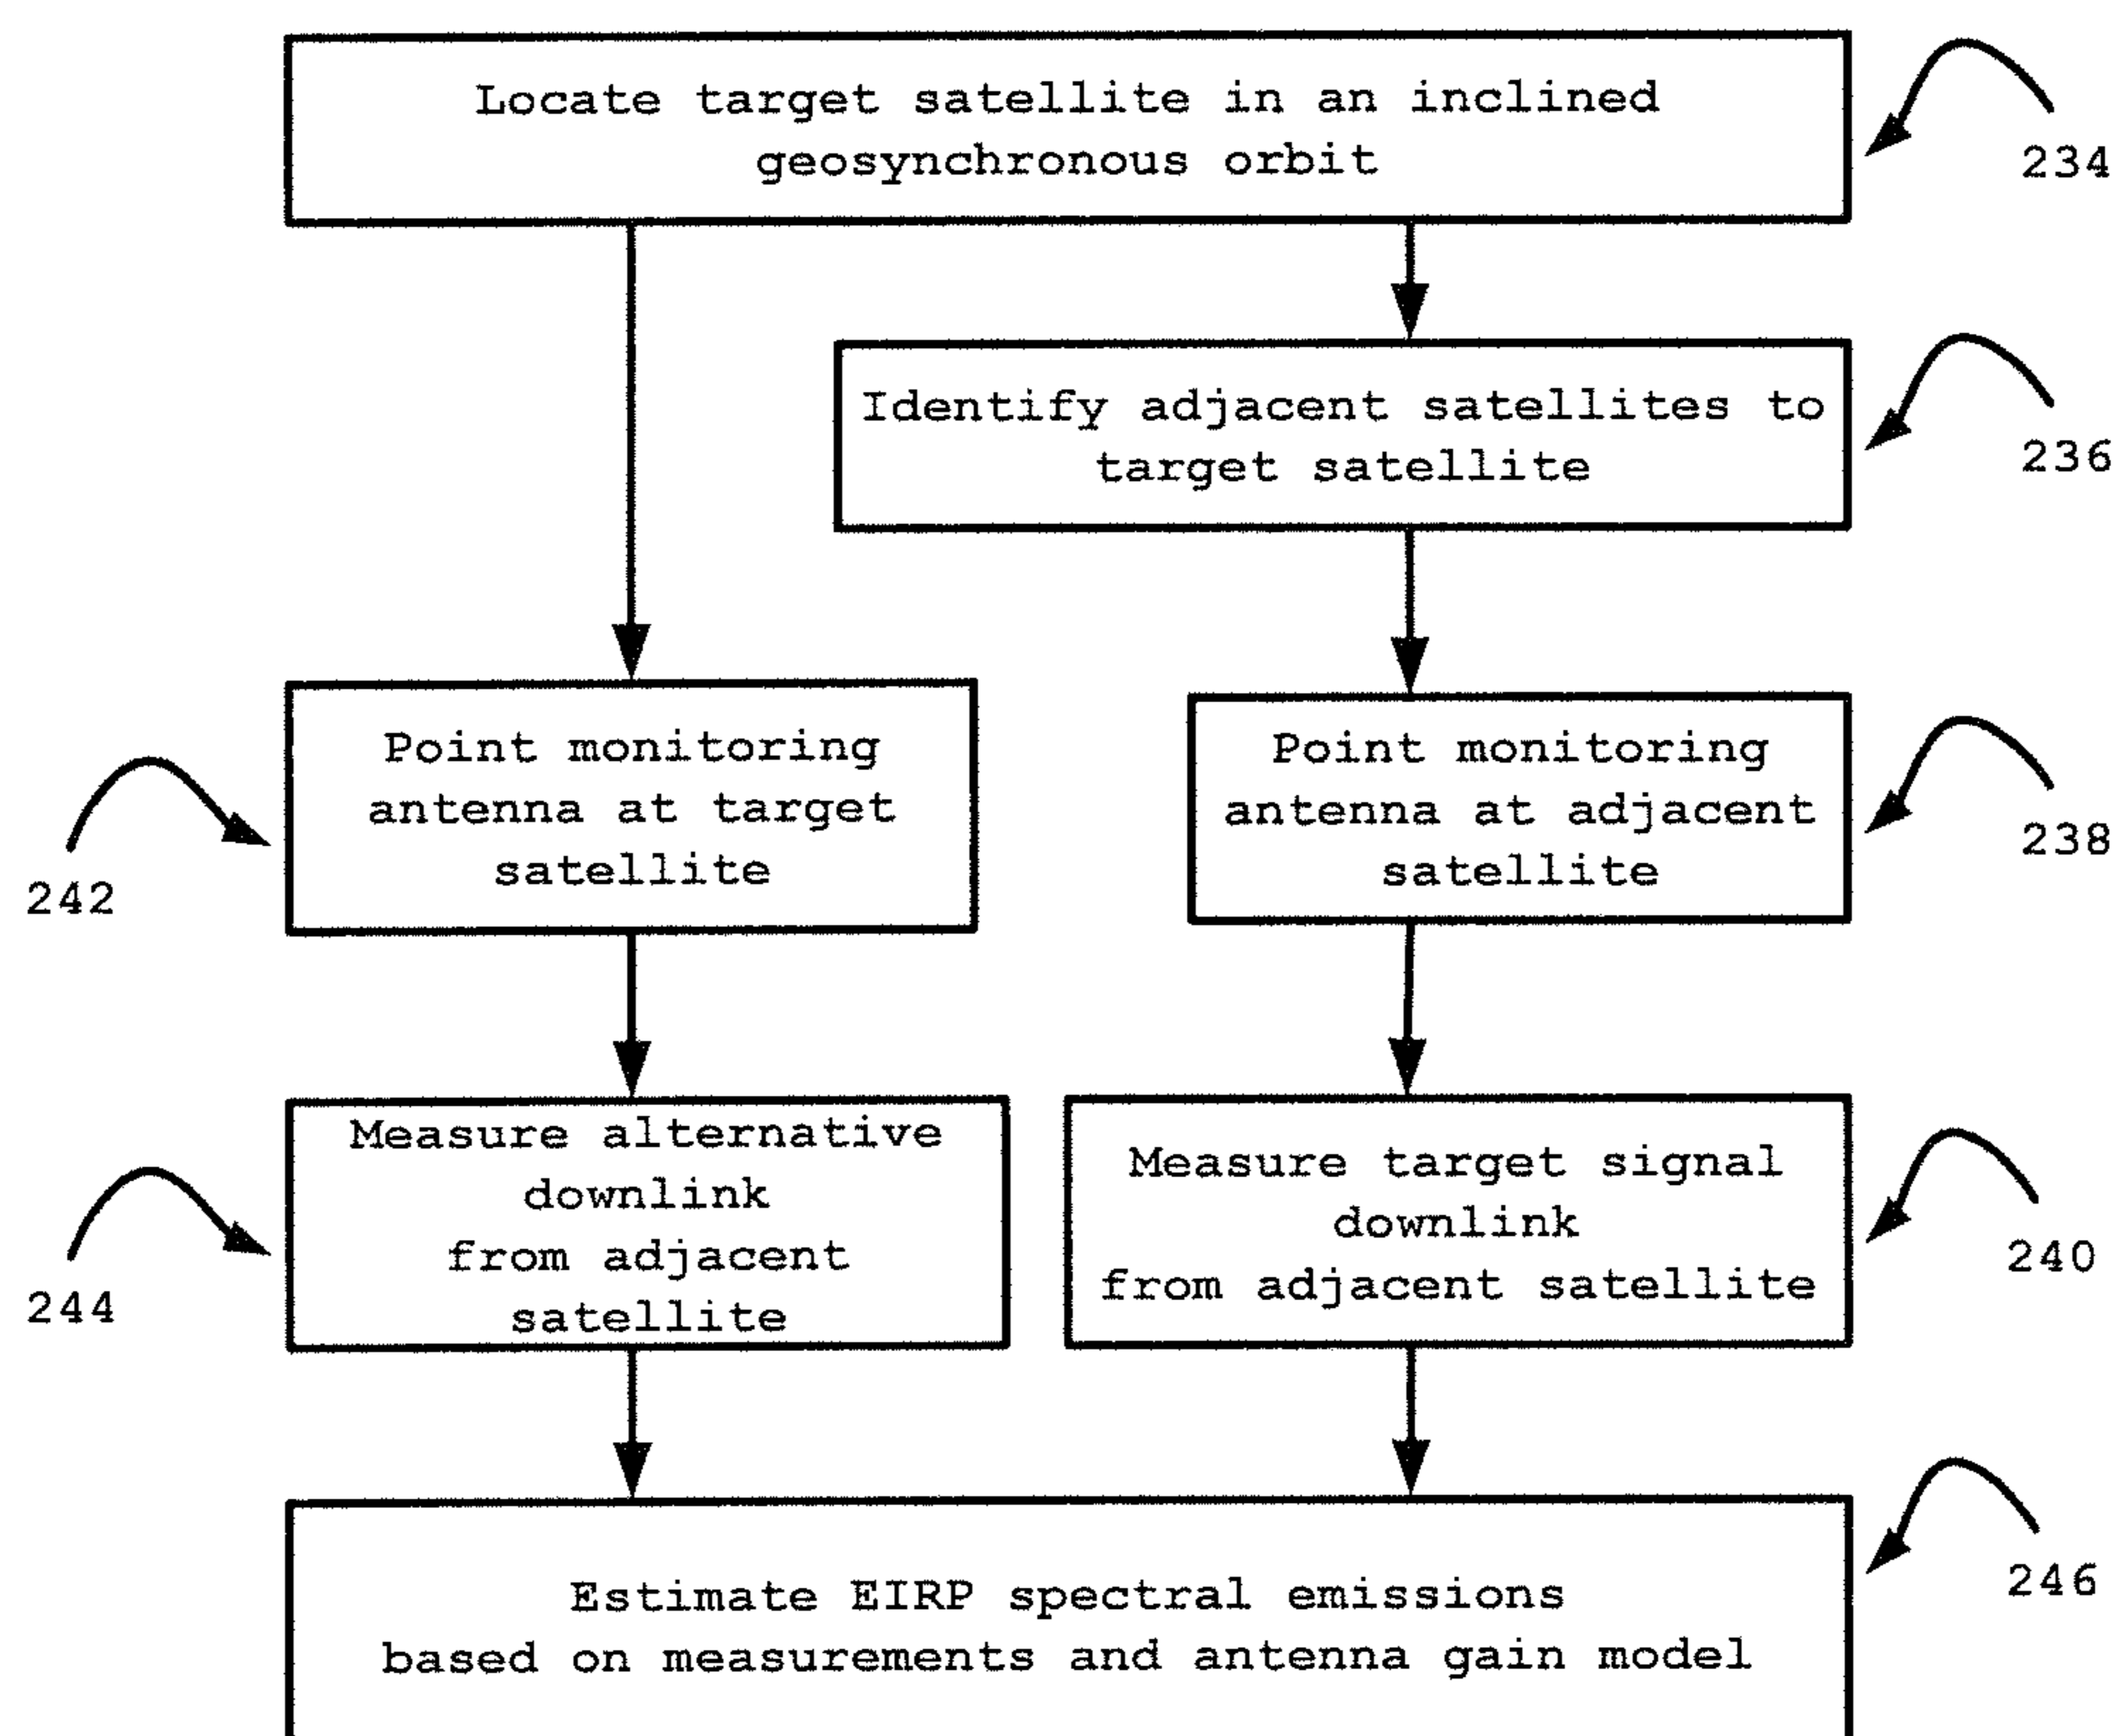 Locate target satellite in an inclined
geosynchronous orbit
234
Identify adjacent satellites to
target satellite
236
Point monitoring
antenna at target
satellite
242
Point monitoring
antenna at adjacent
satellite
238
Measure alternative
downlink
from adjacent
satellite
244
Measure target signal
downlink
from adjacent satellite
240
Estimate EIRP spectral emissions
based on measurements and antenna gain model
246